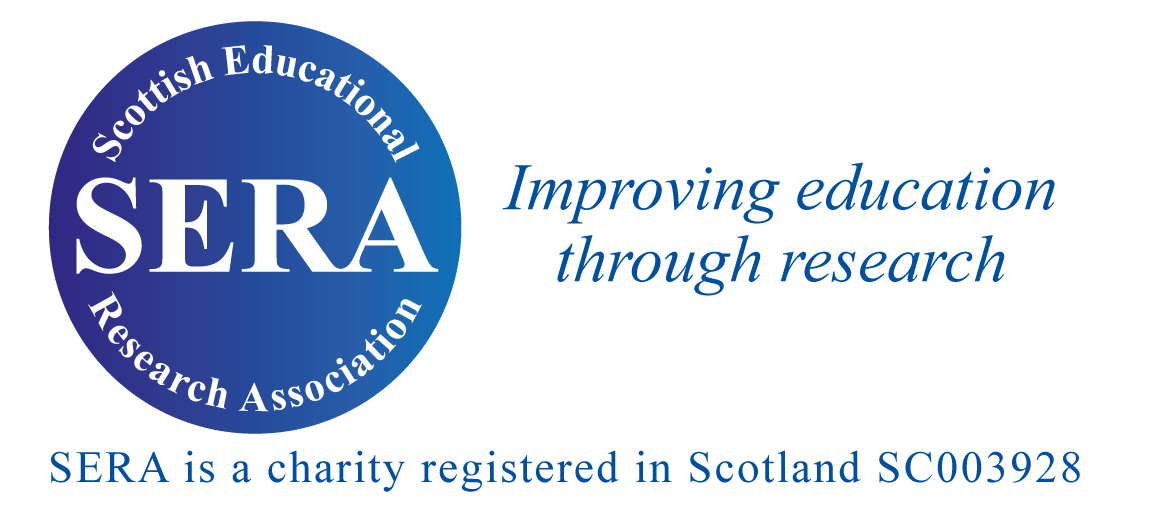 Scottish Educational
SERA
Research Association
Improving education
through research
SERA is a charity registered in Scotland SC003928